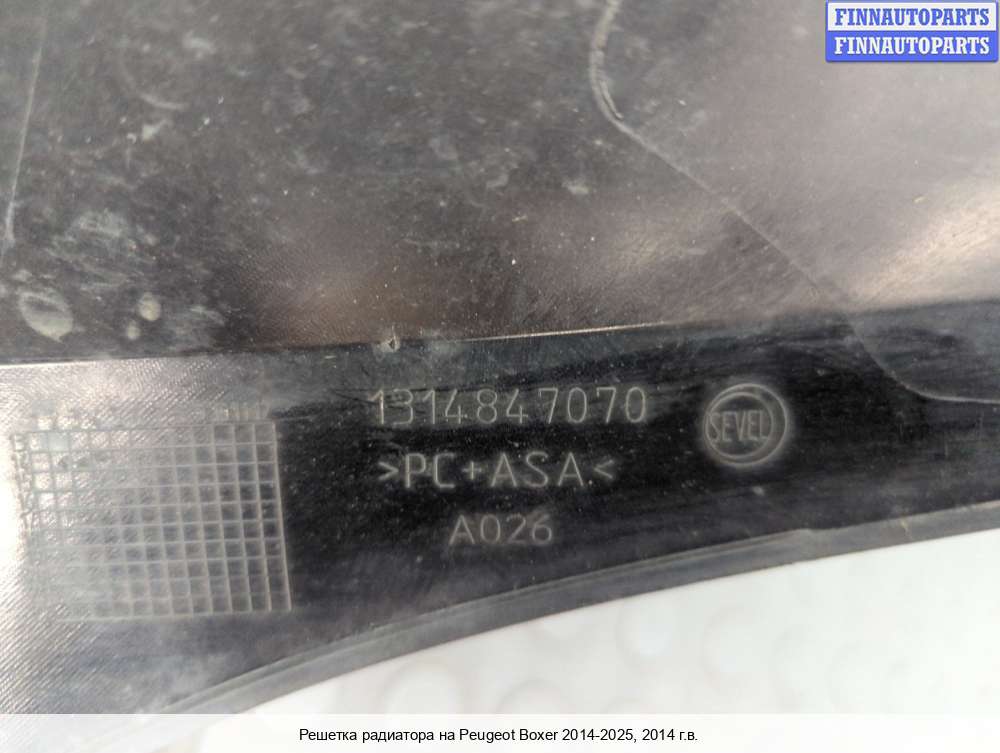 FINNAUTOPARTS
FINNAUTOPARTS
1314847070
SEVEL
>PC+ASA<
A026
Решетка радиатора на Peugeot Boxer 2014-2025, 2014 г.в.